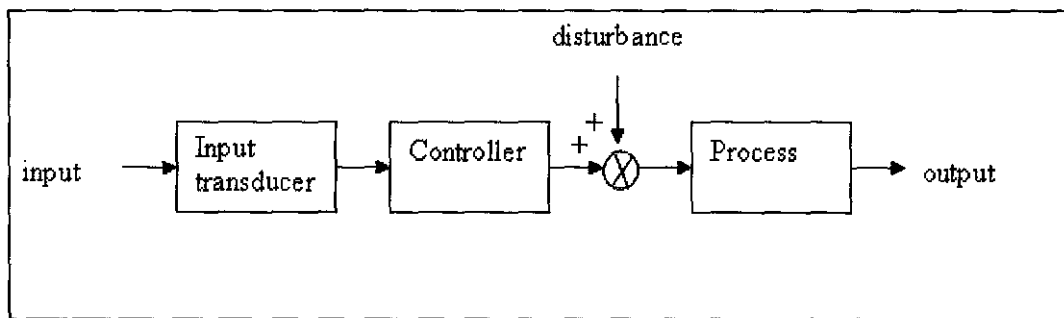 disturbance
+
+
input
Input
transducer
Controller
Process
output